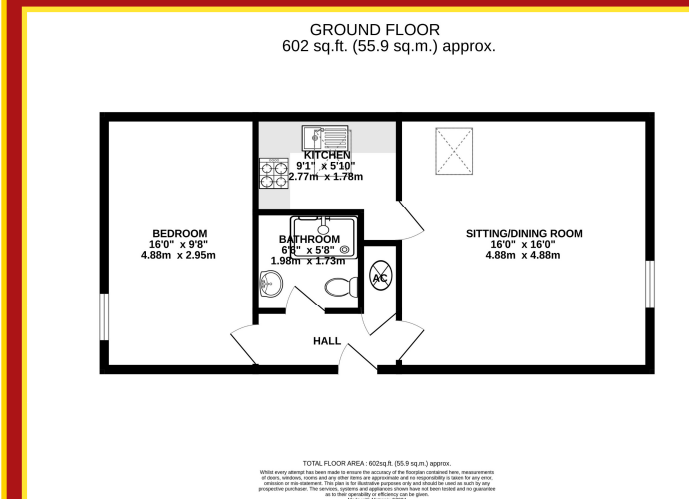 GROUND FLOOR
602 sq.ft. (55.9 sq.m.) approx.
KITCHEN
9'1" x 5'10"
2.77m x 1.78m
BEDROOM
16'0" x 9'8"
4.88m x 2.95m
BATHROOM
6'6" x 5'8"
1.98m x 1.73m
SITTING/DINING ROOM
16'0" x 16'0"
4.88m x 4.88m
AC
HALL
TOTAL FLOOR AREA : 602sq.ft. (55.9 sq.m.) approx.
Whilst every attempt has been made to ensure the accuracy of the floorplan contained here, measurements
of doors, windows, rooms and any other items are approximate and no responsibility is taken for any error,
omission or mis-statement. This plan is for illustrative purposes only and should be used as such by any
prospective purchaser. The services, systems and appliances shown have not been tested and no guarantee
as to their operability or efficiency can be given.